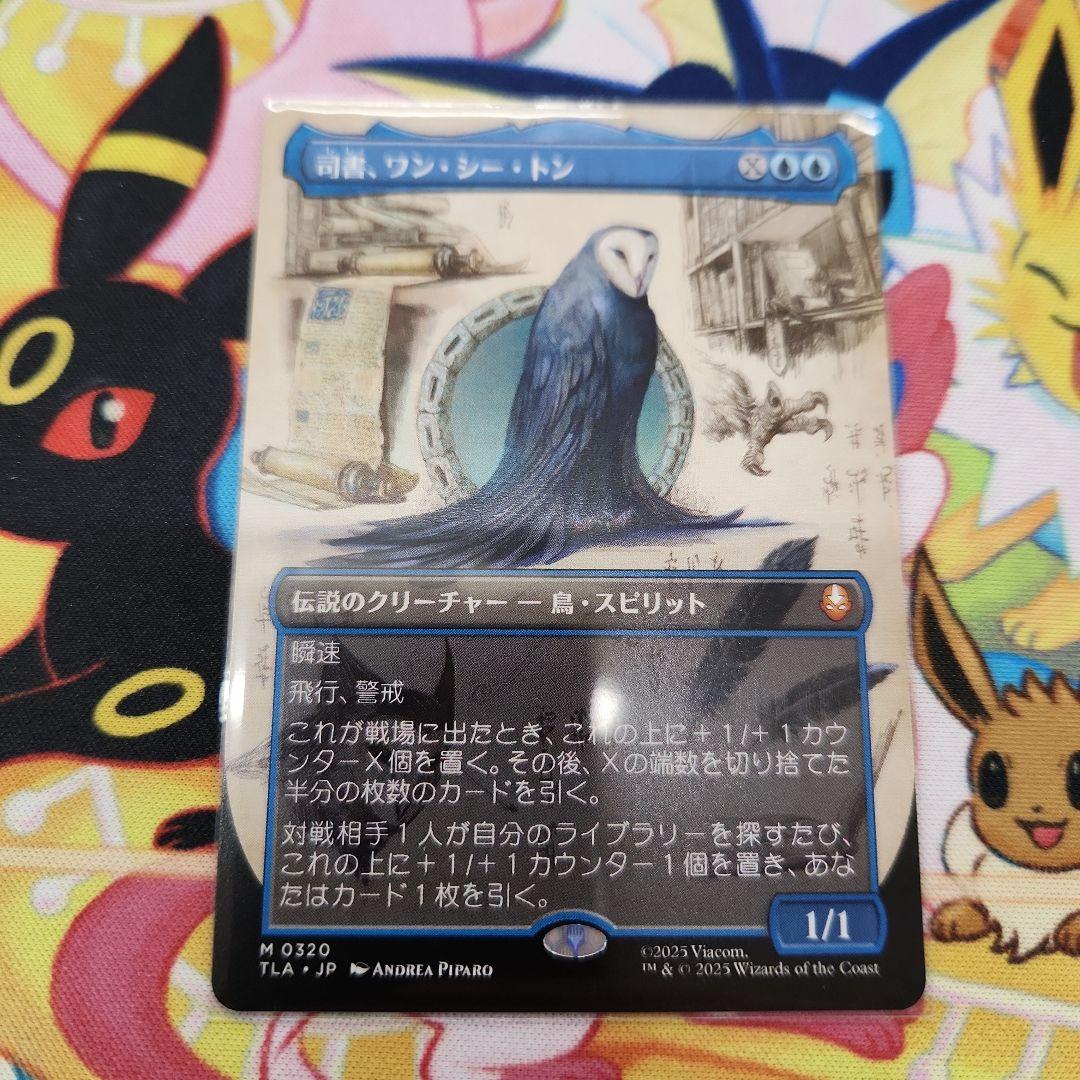 司書、ワン・シー・トン X
伝説のクリーチャー ― 鳥・スピリット
瞬速
飛行、警戒
これが戦場に出たとき、これの上に＋1/＋1カウ
ンターX個を置く。その後、Xの端数を切り捨てた
半分の枚数のカードを引く。
対戦相手1人が自分のライブラリーを探すたび、
これの上に＋1/＋1カウンター1個を置き、あな
たはカード1枚を引く。
1/1
M 0320
TLA • JP ANDREA PIPARO
©2025 Viacom.
™ & © 2025 Wizards of the Coast